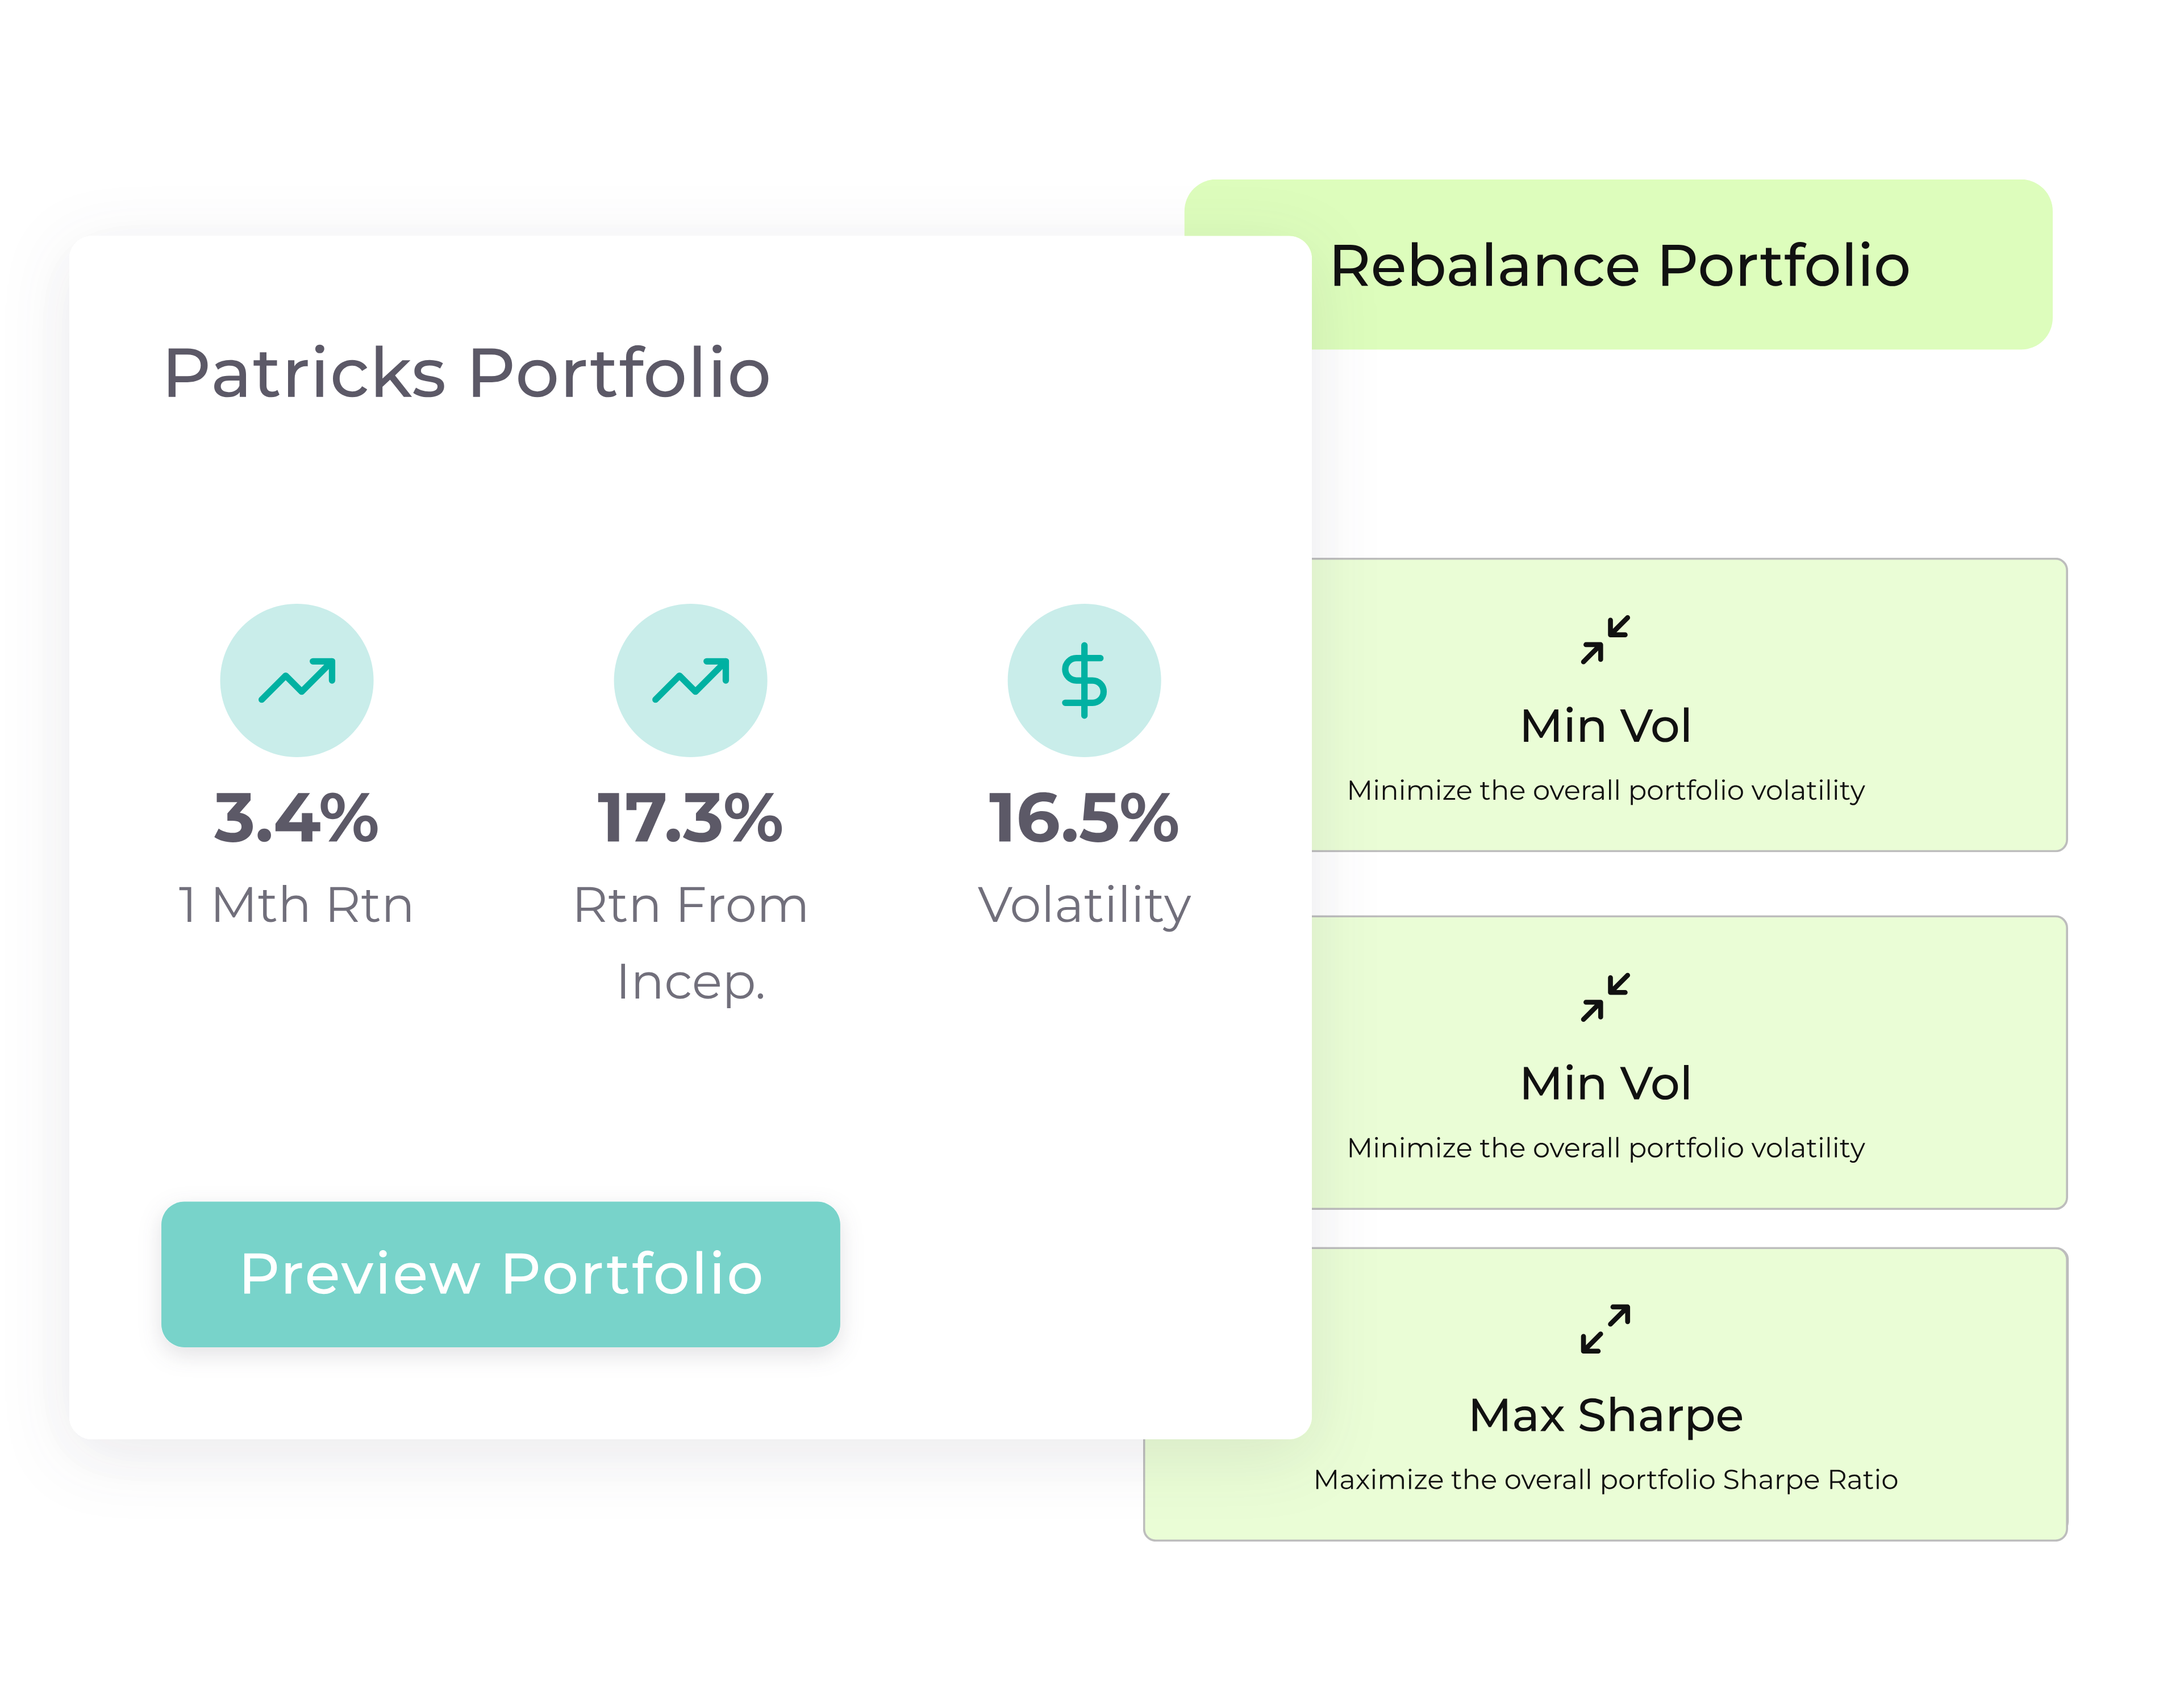 Rebalance Portfolio
Patricks Portfolio
3.4%
1 Mth Rtn
17.3%
Rtn From
Incep.
16.5%
Volatility
Preview Portfolio
Min Vol
Minimize the overall portfolio volatility
Min Vol
Minimize the overall portfolio volatility
Max Sharpe
Maximize the overall portfolio Sharpe Ratio